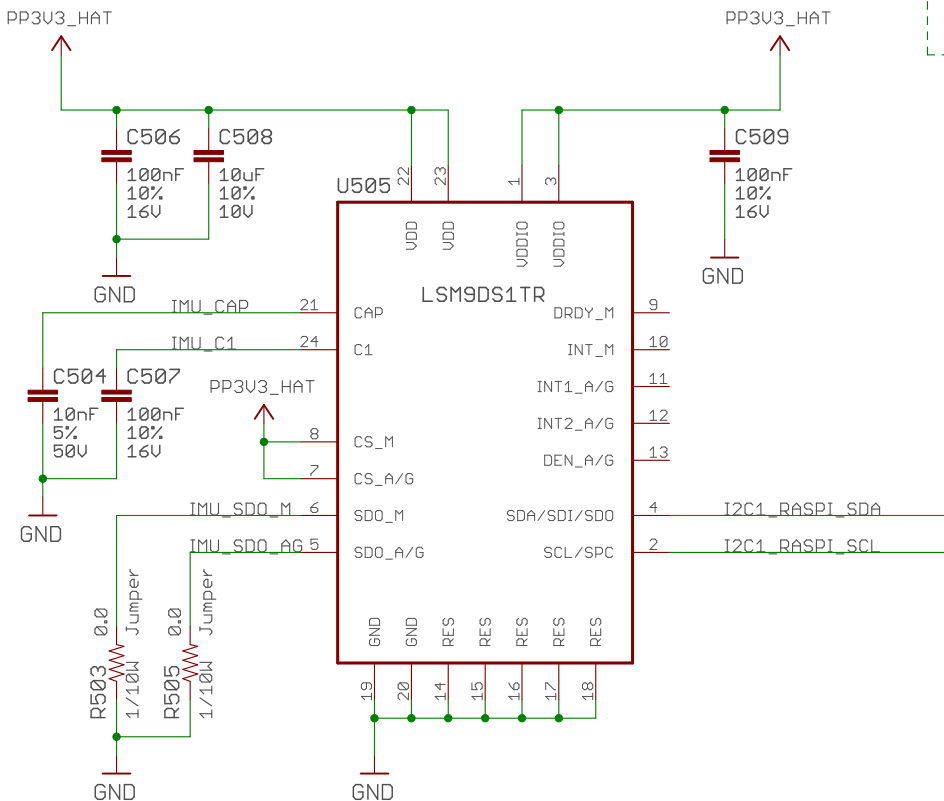 PP3V3_HAT
PP3V3_HAT
C506
100nF
10%
16V
C508
10uF
10%
10V
C509
100nF
10%
16V
22
23
1
3
U505
VDD
VDD
VDDIO
VDDIO
GND
GND
LSM9DS1TR
IMU_CAP
21
CAP
DRDY_M
9
IMU_C1
24
C1
INT_M
10
C504
10nF
5%
50V
C507
100nF
10%
16V
PP3V3_HAT
INT1_A/G
11
INT2_A/G
12
8
CS_M
DEN_A/G
13
7
CS_A/G
GND
IMU_SDO_M
6
SDO_M
SDA/SDI/SDO
4
I2C1_RASPI_SDA
IMU_SDO_AG
5
SDO_A/G
SCL/SPC
2
I2C1_RASPI_SCL
R503
0.0
1/10W
Jumper
R505
0.0
1/10W
Jumper
GND
GND
RES
RES
RES
RES
RES
19
20
14
15
16
17
18
GND
GND